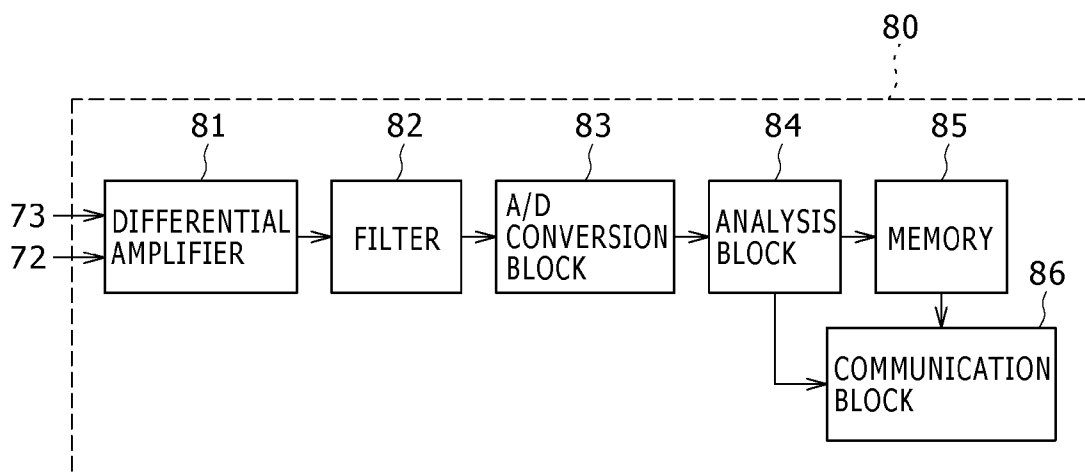 80
81
82
83
84
85
73
72
DIFFERENTIAL
AMPLIFIER
FILTER
A/D
CONVERSION
BLOCK
ANALYSIS
BLOCK
MEMORY
86
COMMUNICATION
BLOCK